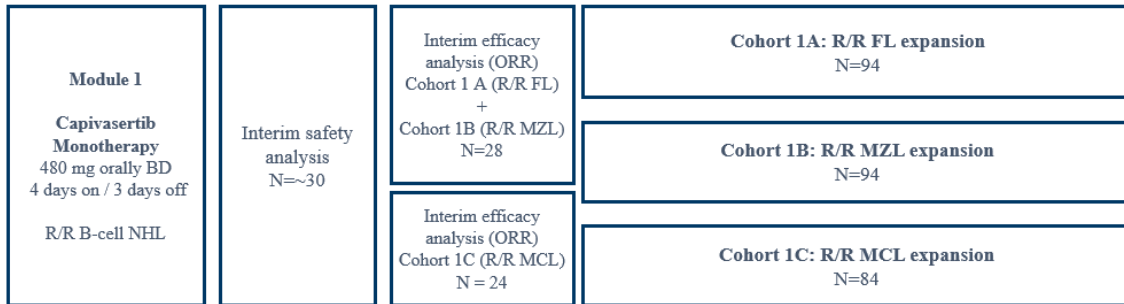 Module 1
Capivasertib
Monotherapy
480 mg orally BD
4 days on / 3 days off
R/R B-cell NHL
Interim safety
analysis
N=~30
Interim efficacy
analysis (ORR)
Cohort 1 A (R/R FL)
+
Cohort 1B (R/R MZL)
N=28
Interim efficacy
analysis (ORR)
Cohort 1C (R/R MCL)
N = 24
Cohort 1A: R/R FL expansion
N=94
Cohort 1B: R/R MZL expansion
N=94
Cohort 1C: R/R MCL expansion
N=84